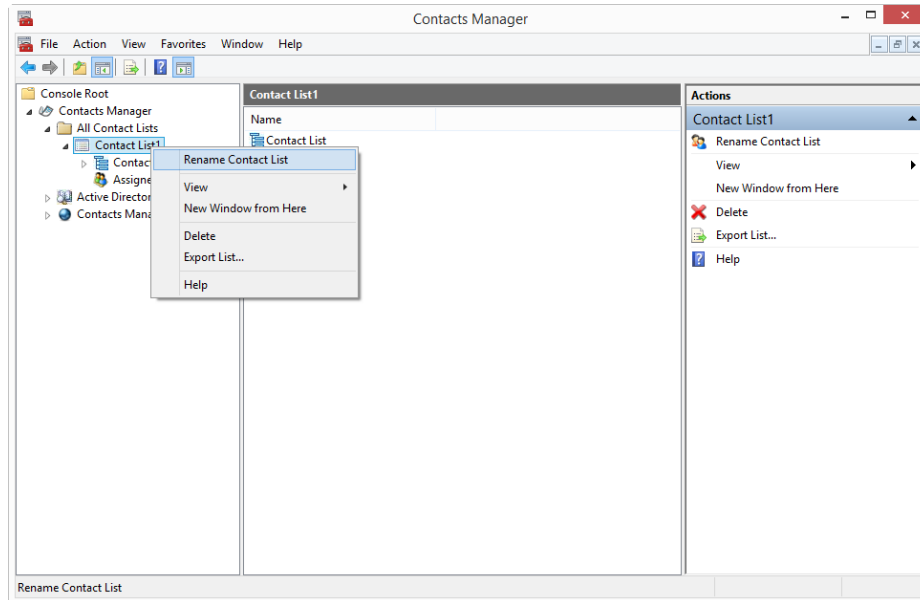 Contacts Manager
File Action View Favorites Window Help
Console Root
Contacts Manager
All Contact Lists
Contact List1
Contac
Assigne
Active Director
Contacts Mana
Rename Contact List
View
New Window from Here
Delete
Export List...
Help
Contact List1
Name
Contact List
Actions
Contact List1
Rename Contact List
View
New Window from Here
Delete
Export List...
Help
Rename Contact List